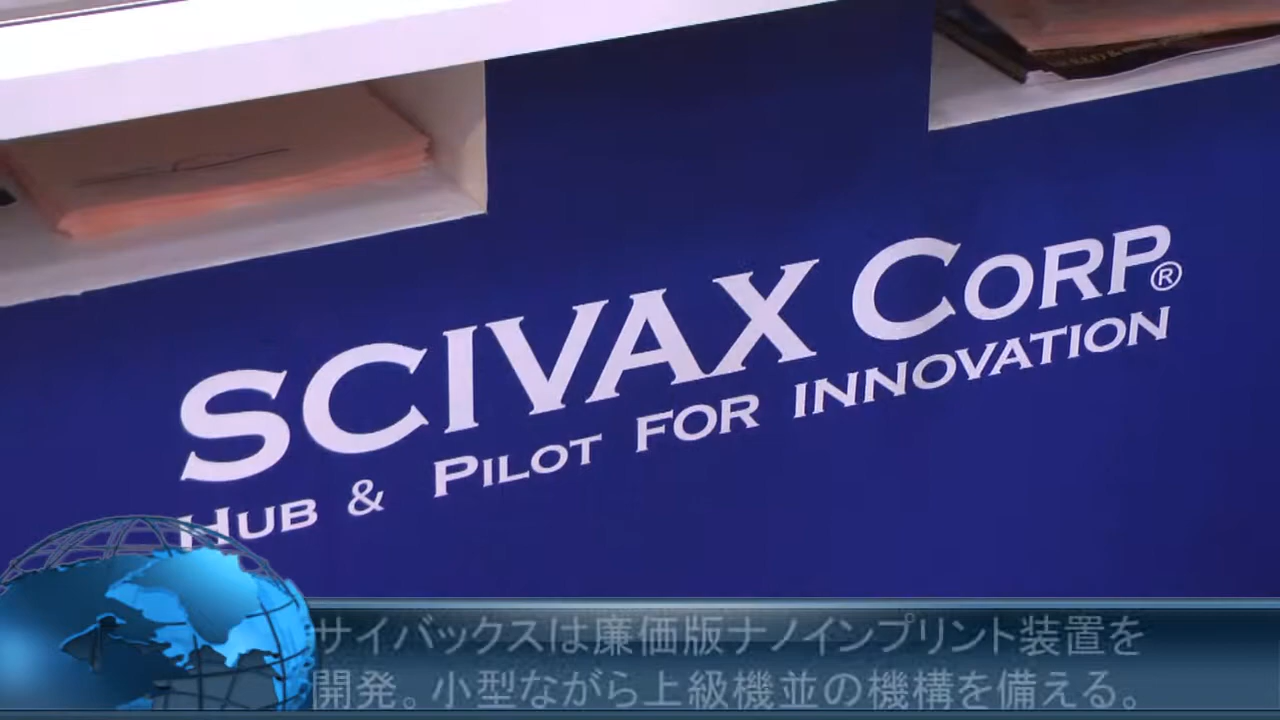 SCIVAX CORP®
HUB & PILOT FOR INNOVATION
サイバックスは廉価版ナノインプリント装置を
開発。小型ながら上級機並の機構を備える。